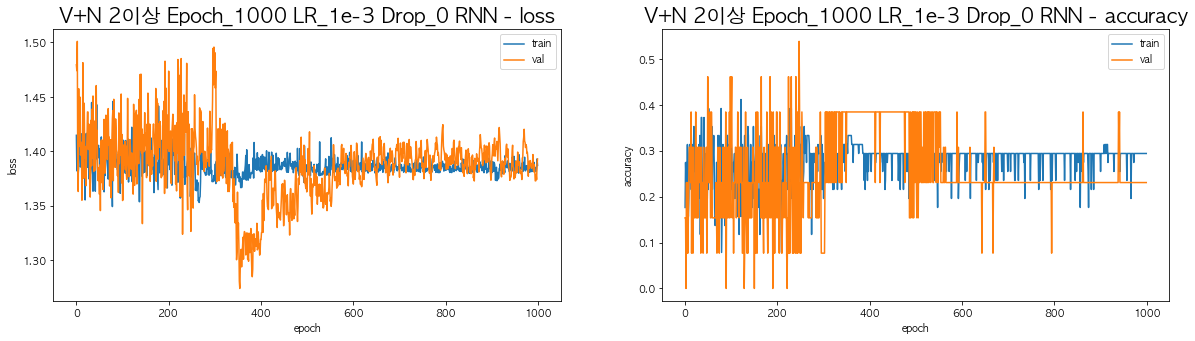 V+N 2이상 Epoch_1000 LR_1e-3 Drop_0 RNN - loss
1.50
1.45
1.40
1.35
1.30
loss
0 200 400 600 800 1000
epoch
train
val
V+N 2이상 Epoch_1000 LR_1e-3 Drop_0 RNN - accuracy
0.5
0.4
0.3
0.2
0.1
0.0
accuracy
0 200 400 600 800 1000
epoch
train
val